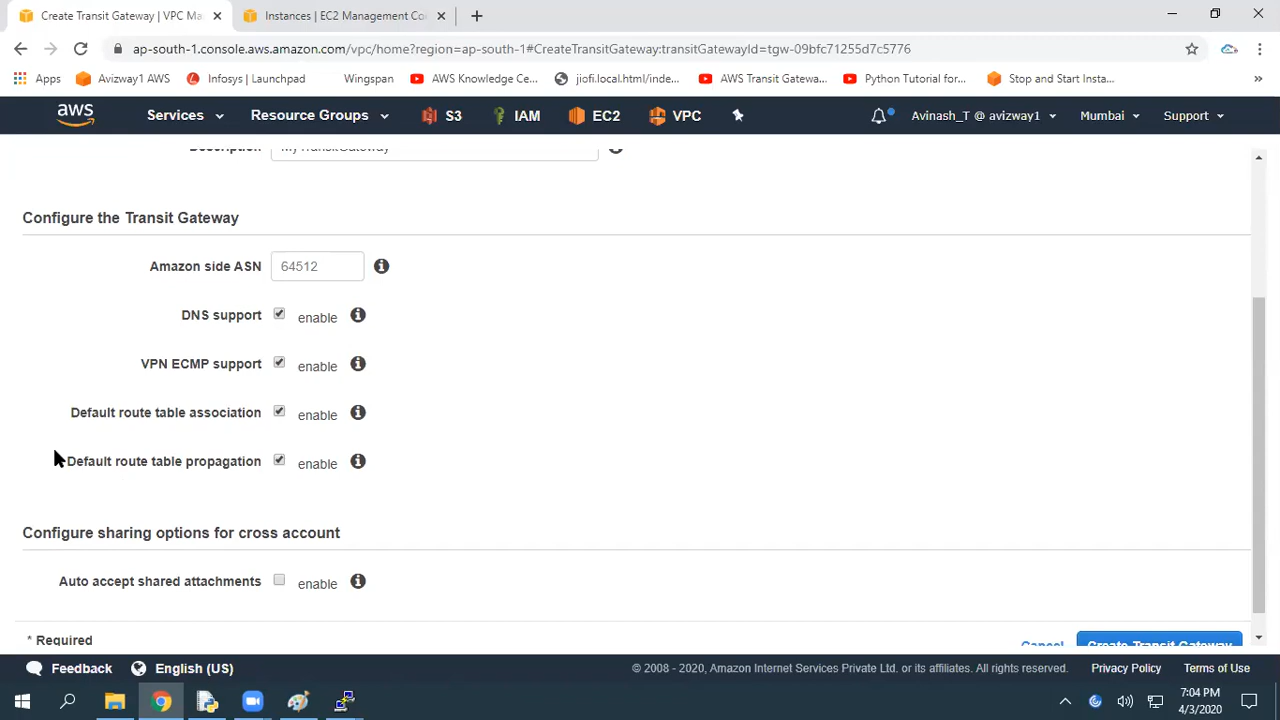 Create Transit Gateway | VPC Ma
Instances | EC2 Management Co
ap-south-1.console.aws.amazon.com/vpc/home?region=ap-south-1#CreateTransitGateway:transitGatewayId=tgw-09bfc71255d7c5776
Apps
Avizway1 AWS
Infosys | Launchpad
Wingspan
AWS Knowledge Ce...
jiofi.local.html/inde...
AWS Transit Gatewa...
Python Tutorial for...
Stop and Start Insta...
aws
Services
Resource Groups
S3
IAM
EC2
VPC
Avinash_T @ avizway1
Mumbai
Support
Description
MyTransitGateway
Configure the Transit Gateway
Amazon side ASN
64512
DNS support
enable
VPN ECMP support
enable
Default route table association
enable
Default route table propagation
enable
Configure sharing options for cross account
Auto accept shared attachments
enable
* Required
Cancel
Create Transit Gateway
Feedback
English (US)
© 2008 - 2020, Amazon Internet Services Private Ltd. or its affiliates. All rights reserved.
Privacy Policy
Terms of Use
7:04 PM
4/3/2020